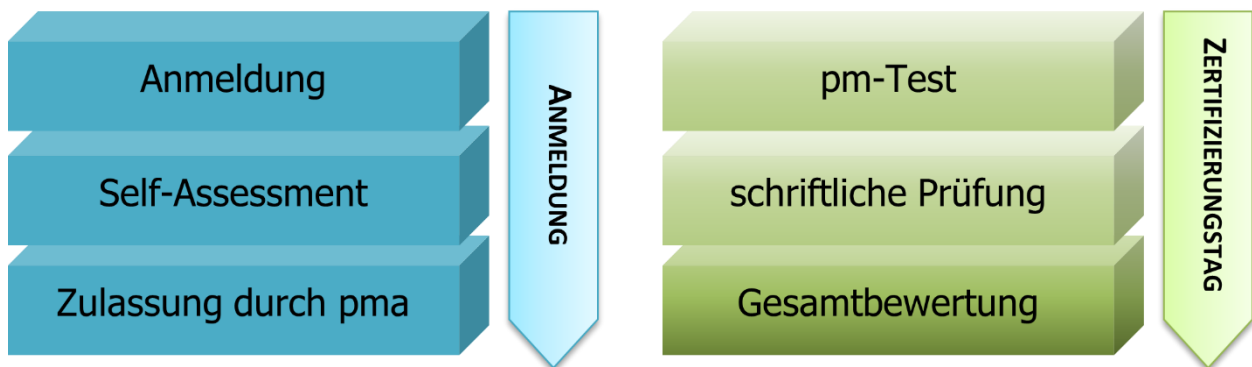 Anmeldung
Self-Assessment
Zulassung durch pma
ANMELDUNG
pm-Test
schriftliche Prüfung
Gesamtbewertung
ZERTIFIZIERUNGSTAG